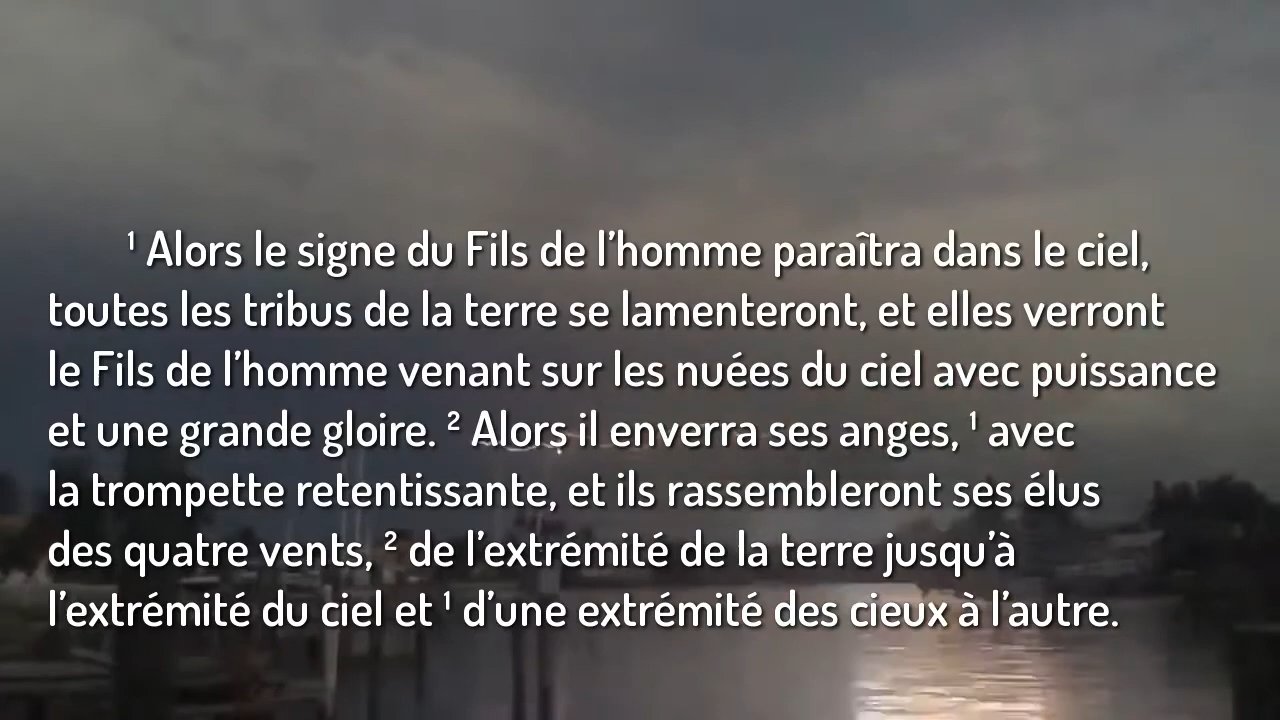 ¹ Alors le signe du Fils de l’homme paraîtra dans le ciel,
toutes les tribus de la terre se lamenteront, et elles verront
le Fils de l’homme venant sur les nuées du ciel avec puissance
et une grande gloire. ² Alors il enverra ses anges, ¹ avec
la trompette retentissante, et ils rassembleront ses élus
des quatre vents, ² de l’extrémité de la terre jusqu’à
l’extrémité du ciel et ¹ d’une extrémité des cieux à l’autre.